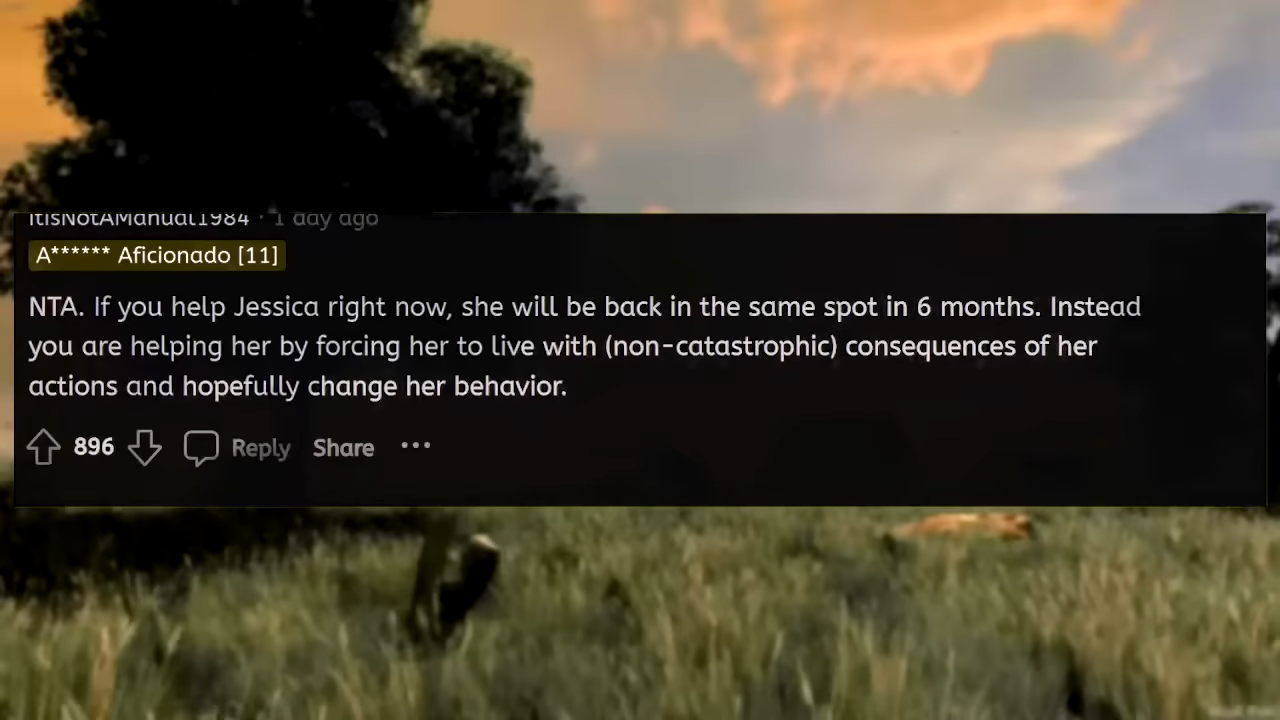 ItIsNotAManual1984 · 1 day ago
A****** Aficionado [11]
NTA. If you help Jessica right now, she will be back in the same spot in 6 months. Instead
you are helping her by forcing her to live with (non-catastrophic) consequences of her
actions and hopefully change her behavior.
896 Reply Share ···